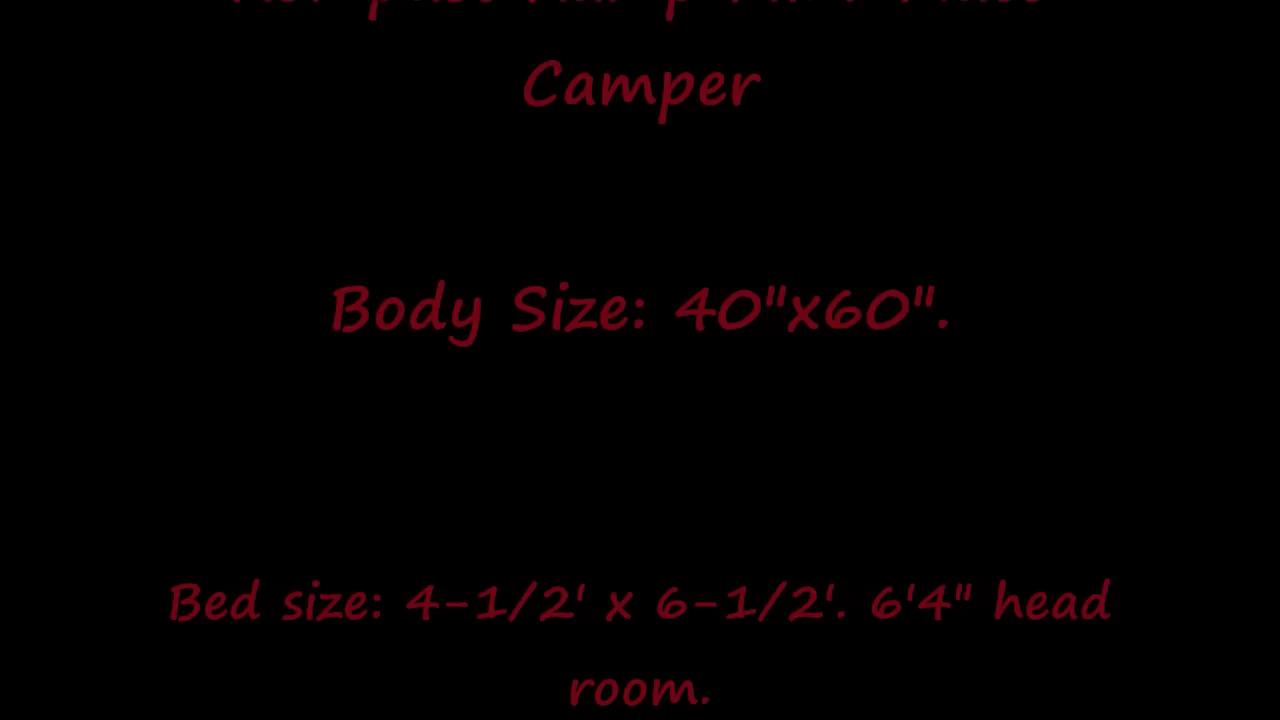 Camper
Body Size: 40"x60".
Bed size: 4-1/2' x 6-1/2'. 6'4" head
room.